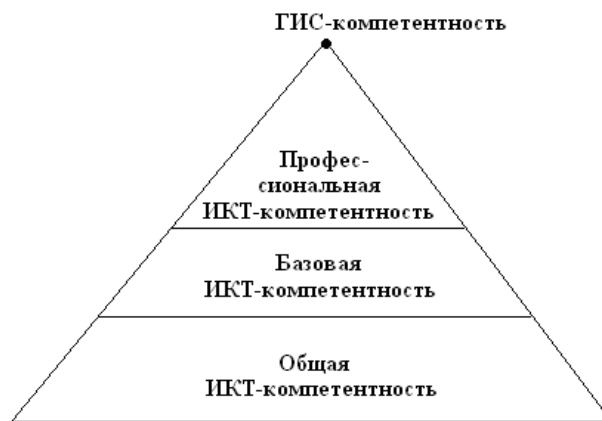 ГИС-компетентность
Профес-
сиональная
ИКТ-компетентность
Базовая
ИКТ-компетентность
Общая
ИКТ-компетентность